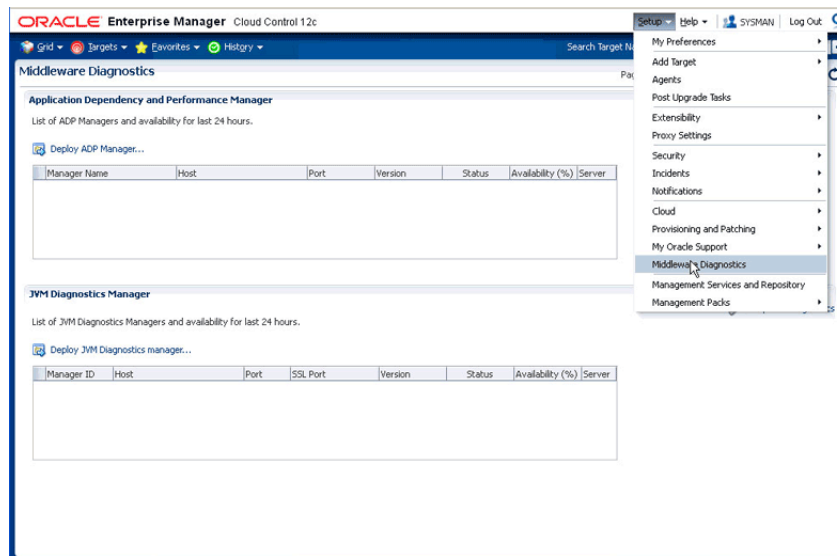 ORACLE Enterprise Manager Cloud Control 12c
Setup Help SYSMAN Log Out
Grid Targets Favorites History Search Target
Middleware Diagnostics
Application Dependency and Performance Manager
List of ADP Managers and availability for last 24 hours.
Deploy ADP Manager...
Manager Name Host Port Version Status Availability (%) Server
JVM Diagnostics Manager
List of JVM Diagnostics Managers and availability for last 24 hours.
Deploy JVM Diagnostics manager...
Manager ID Host Port SSL Port Version Status Availability (%) Server
My Preferences
Add Target
Agents
Post Upgrade Tasks
Extensibility
Proxy Settings
Security
Incidents
Notifications
Cloud
Provisioning and Patching
My Oracle Support
Middleware Diagnostics
Management Services and Repository
Management Packs